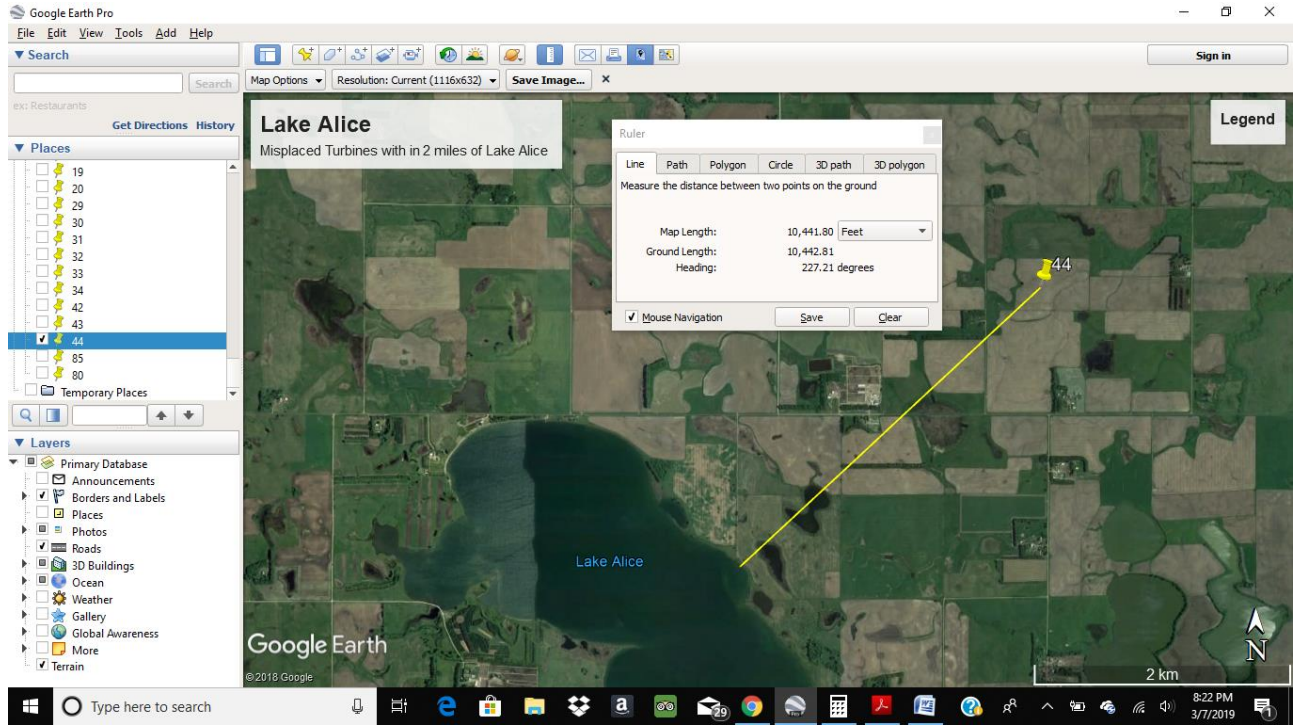 Google Earth Pro
File Edit View Tools Add Help
Search
Sign in
Search
Map Options Resolution: Current (1116x632) Save Image...
ex: Restaurants
Get Directions History
Places
19
20
29
30
31
32
33
34
42
43
44
85
80
Temporary Places
Layers
Primary Database
Announcements
Borders and Labels
Places
Photos
Roads
3D Buildings
Ocean
Weather
Gallery
Global Awareness
More
Terrain
Lake Alice
Misplaced Turbines with in 2 miles of Lake Alice
Legend
Ruler
Line Path Polygon Circle 3D path 3D polygon
Measure the distance between two points on the ground
Map Length: 10,441.80 Feet
Ground Length: 10,442.81
Heading: 227.21 degrees
Mouse Navigation Save Clear
44
Lake Alice
Google Earth
©2018 Google
N
2 km
Type here to search
29
8:22 PM
3/7/2019